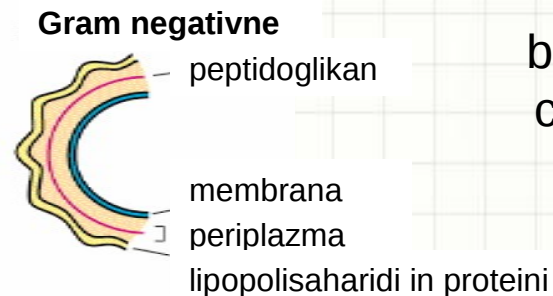 Gram negativne
peptidoglikan
membrana
periplazma
lipopolisaharidi in proteini